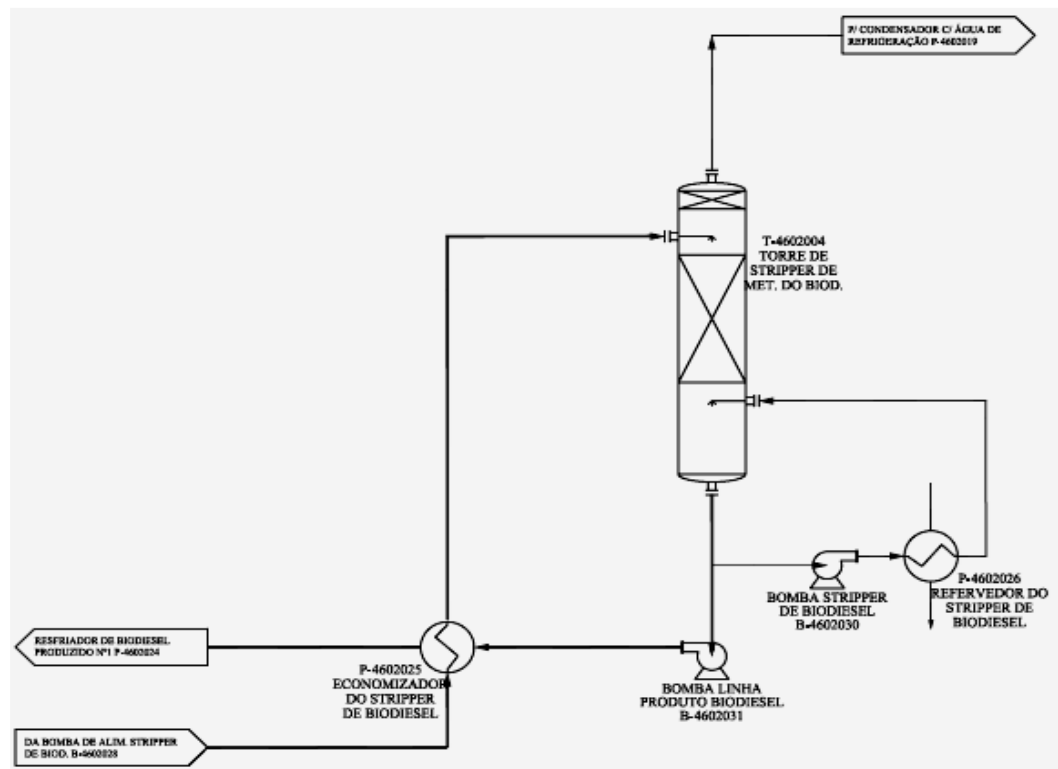 P/ CONDENSADOR C/ ÁGUA DE
REFRIGERAÇÃO P-4602019
T-4602004
TORRE DE
STRIPPER DE
MET. DO BIOD.
P-4602026
REFERVEDOR DO
STRIPPER DE
BIODIESEL
BOMBA STRIPPER
DE BIODIESEL
B-4602030
RESFRIADOR DE BIODIESEL
PRODUZIDO Nº1 P-4602024
P-4602025
ECONOMIZADOR
DO STRIPPER
DE BIODIESEL
BOMBA LINHA
PRODUTO BIODIESEL
B-4602031
DA BOMBA DE ALIM. STRIPPER
DE BIOD. B-4602028